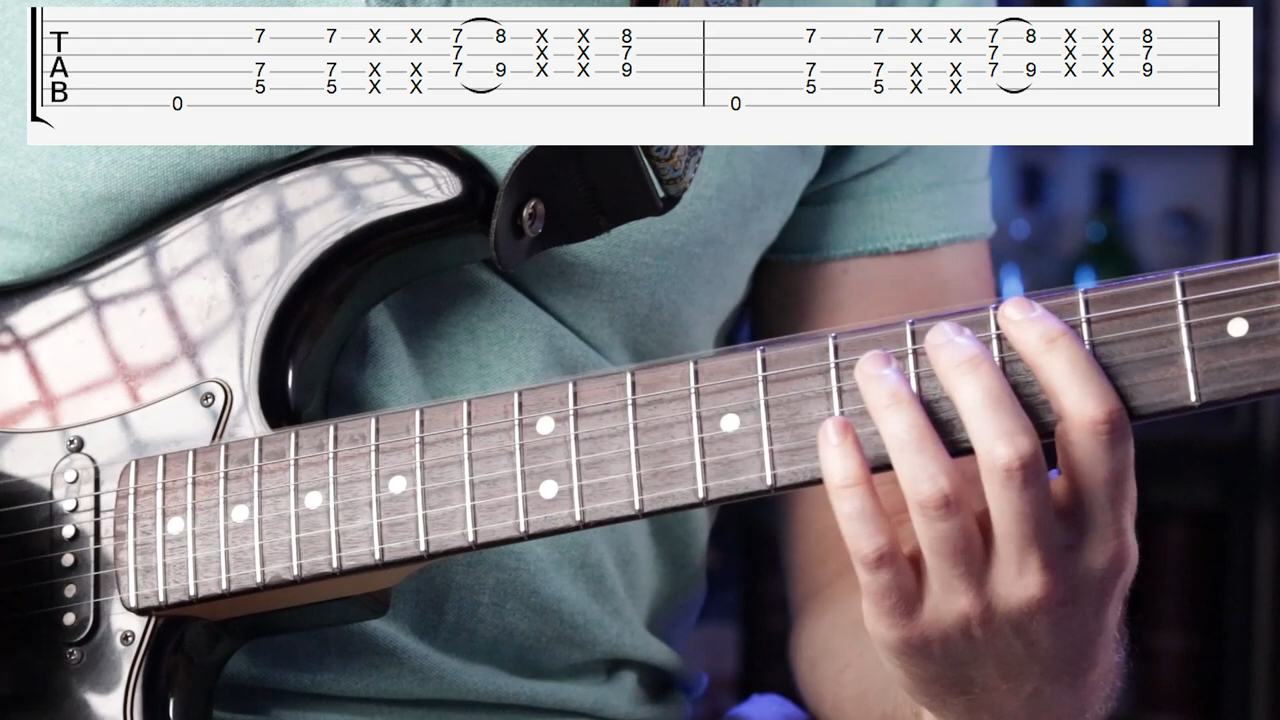 7 7 X X 7 8 X X 8 7 7 X X 7 8 X X 8
T 7 X X 7 7 X X 7
A 7 7 X X 7 9 X X 9 7 7 X X 7 9 X X 9
B 5 5 X X 5 5 X X
0 0